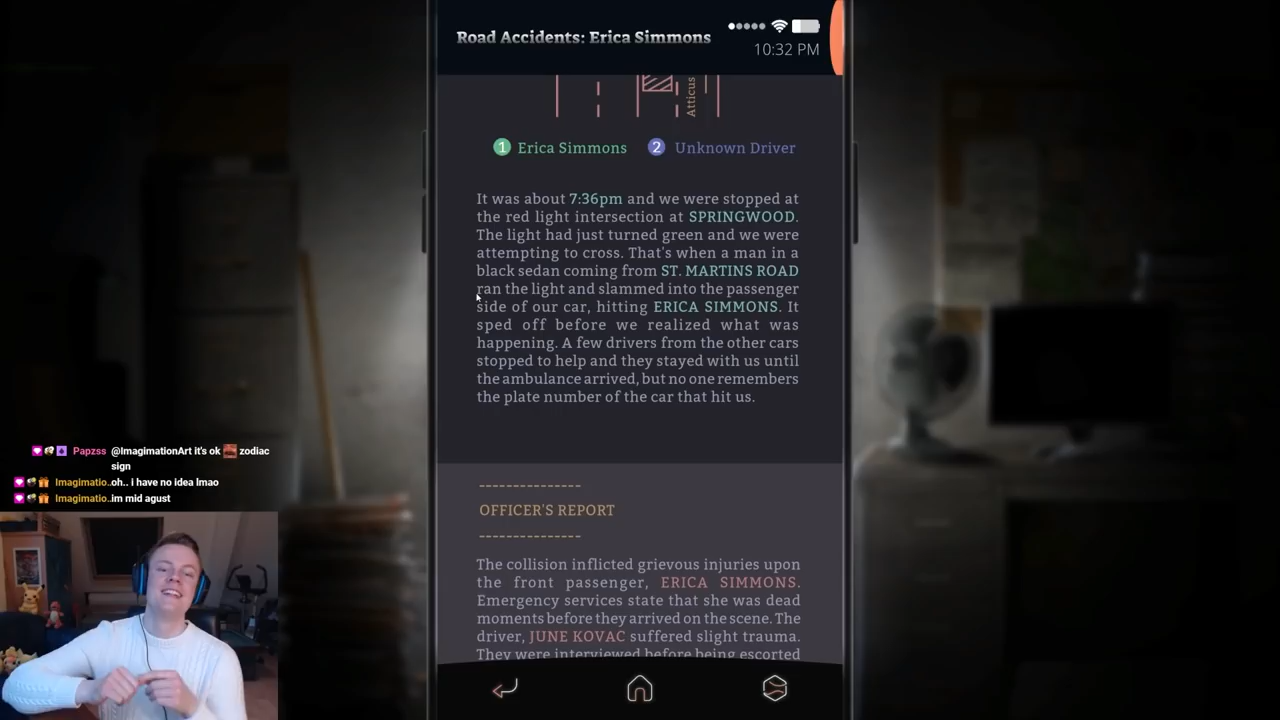 Road Accidents: Erica Simmons
10:32 PM
Atticus
1 Erica Simmons
2 Unknown Driver
It was about 7:36pm and we were stopped at
the red light intersection at SPRINGWOOD.
The light had just turned green and we were
attempting to cross. That's when a man in a
black sedan coming from ST. MARTINS ROAD
ran the light and slammed into the passenger
side of our car, hitting ERICA SIMMONS. It
sped off before we realized what was
happening. A few drivers from the other cars
stopped to help and they stayed with us until
the ambulance arrived, but no one remembers
the plate number of the car that hit us.
---------------
OFFICER'S REPORT
---------------
The collision inflicted grievous injuries upon
the front passenger, ERICA SIMMONS.
Emergency services state that she was dead
moments before they arrived on the scene. The
driver, JUNE KOVAC suffered slight trauma.
They were interviewed before being escorted
Papzss @ImagimationArt it's ok zodiac
sign
Imagimatio..oh.. i have no idea lmao
Imagimatio..im mid agust